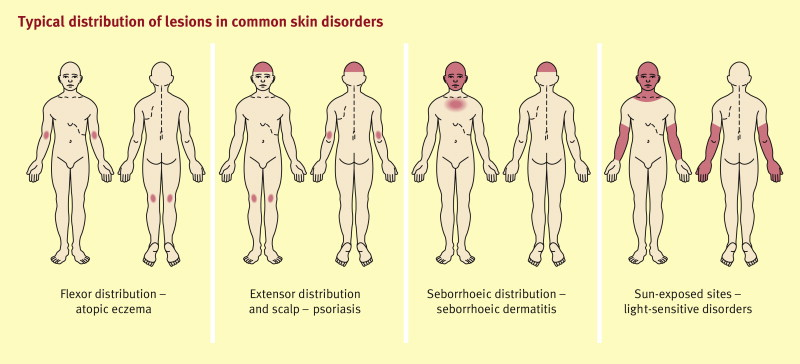 Typical distribution of lesions in common skin disorders
Flexor distribution –
atopic eczema
Extensor distribution
and scalp – psoriasis
Seborrhoeic distribution –
seborrhoeic dermatitis
Sun-exposed sites –
light-sensitive disorders